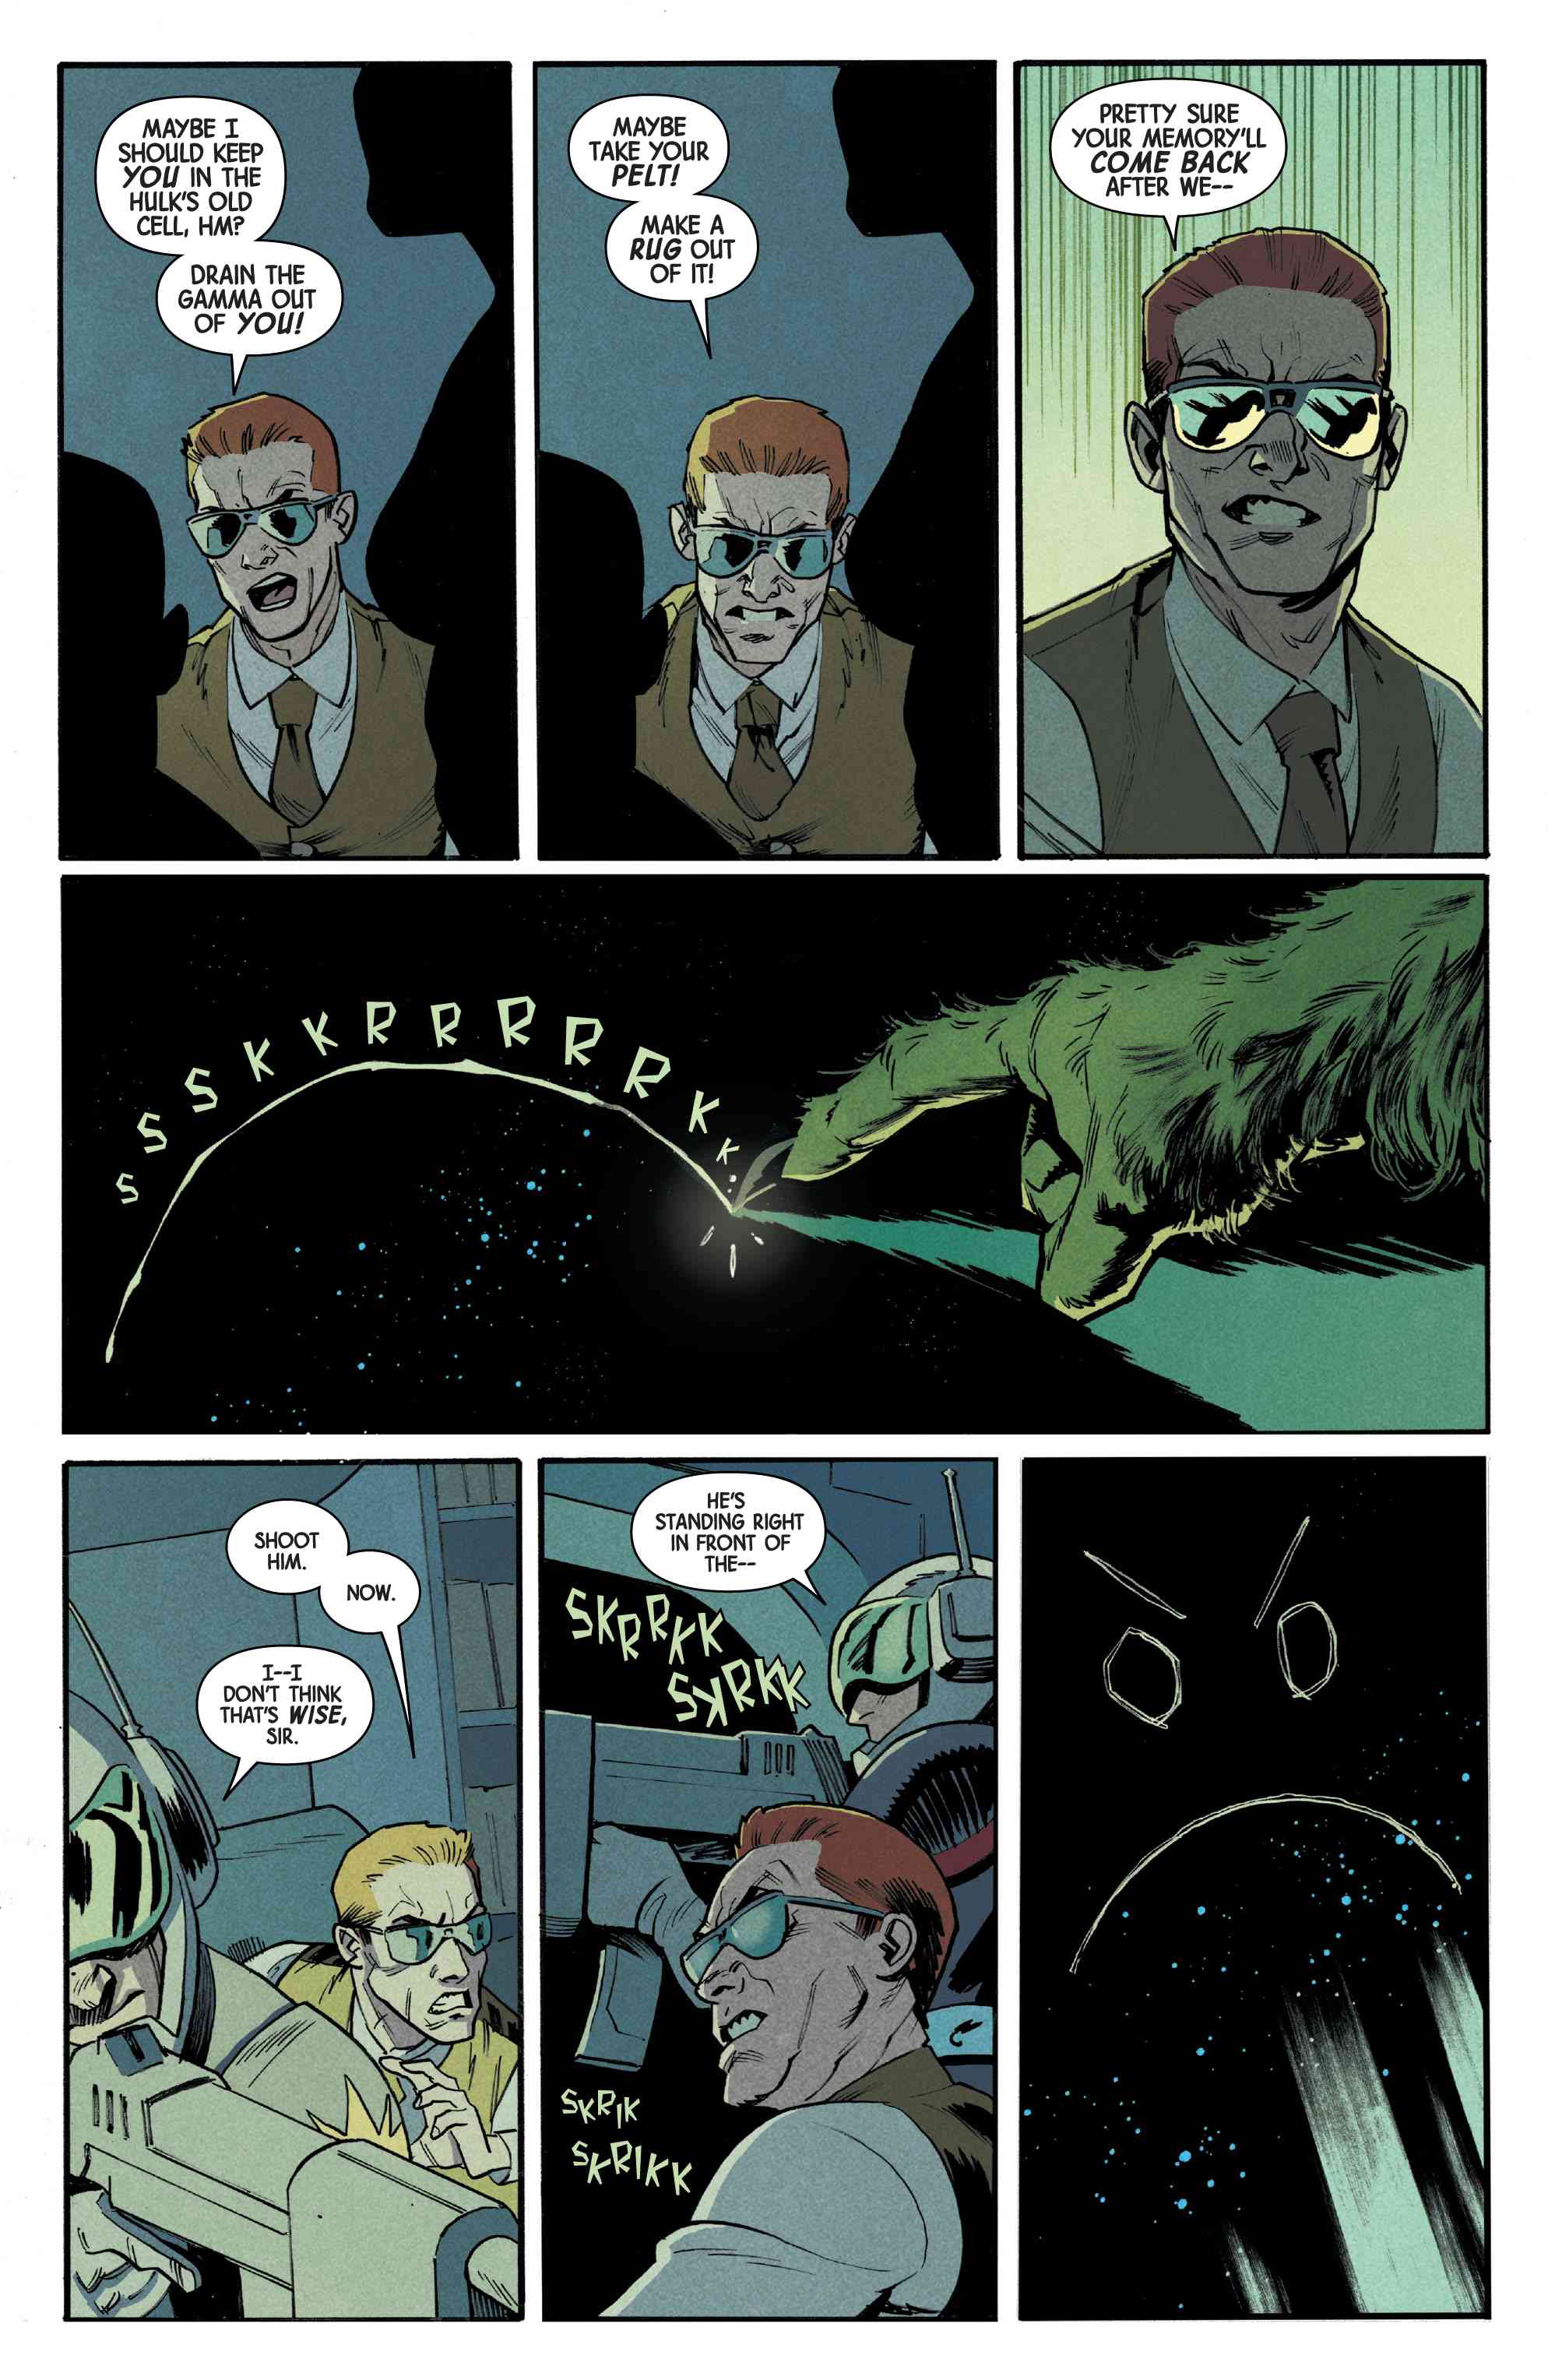 MAYBE I
SHOULD KEEP
YOU IN THE
HULK'S OLD
CELL, HM?
DRAIN THE
GAMMA OUT
OF YOU!
MAYBE
TAKE YOUR
PELT!
MAKE A
RUG OUT
OF IT!
PRETTY SURE
YOUR MEMORY'LL
COME BACK
AFTER WE--
SSSKKRRRRRKK
SHOOT
HIM.
NOW.
I--I
DON'T THINK
THAT'S WISE,
SIR.
HE'S
STANDING RIGHT
IN FRONT OF
THE--
SKRRKK
SKRKK
SKRIK
SKRIKK